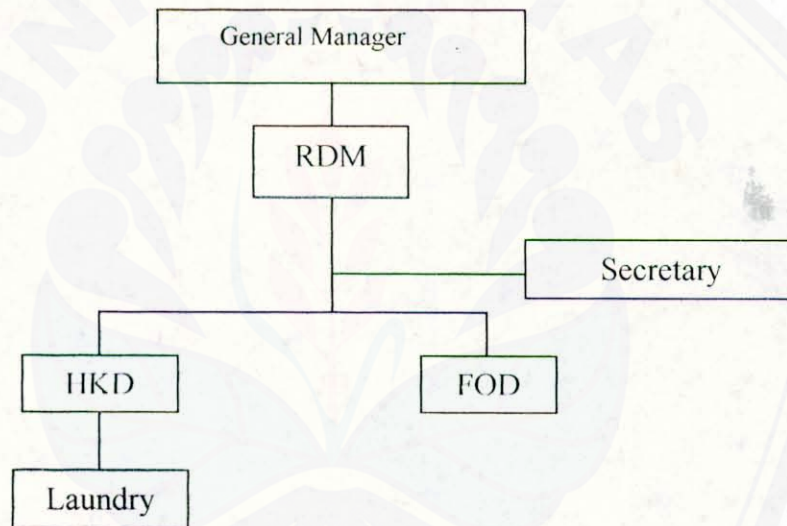 General Manager
RDM
Secretary
HKD
FOD
Laundry